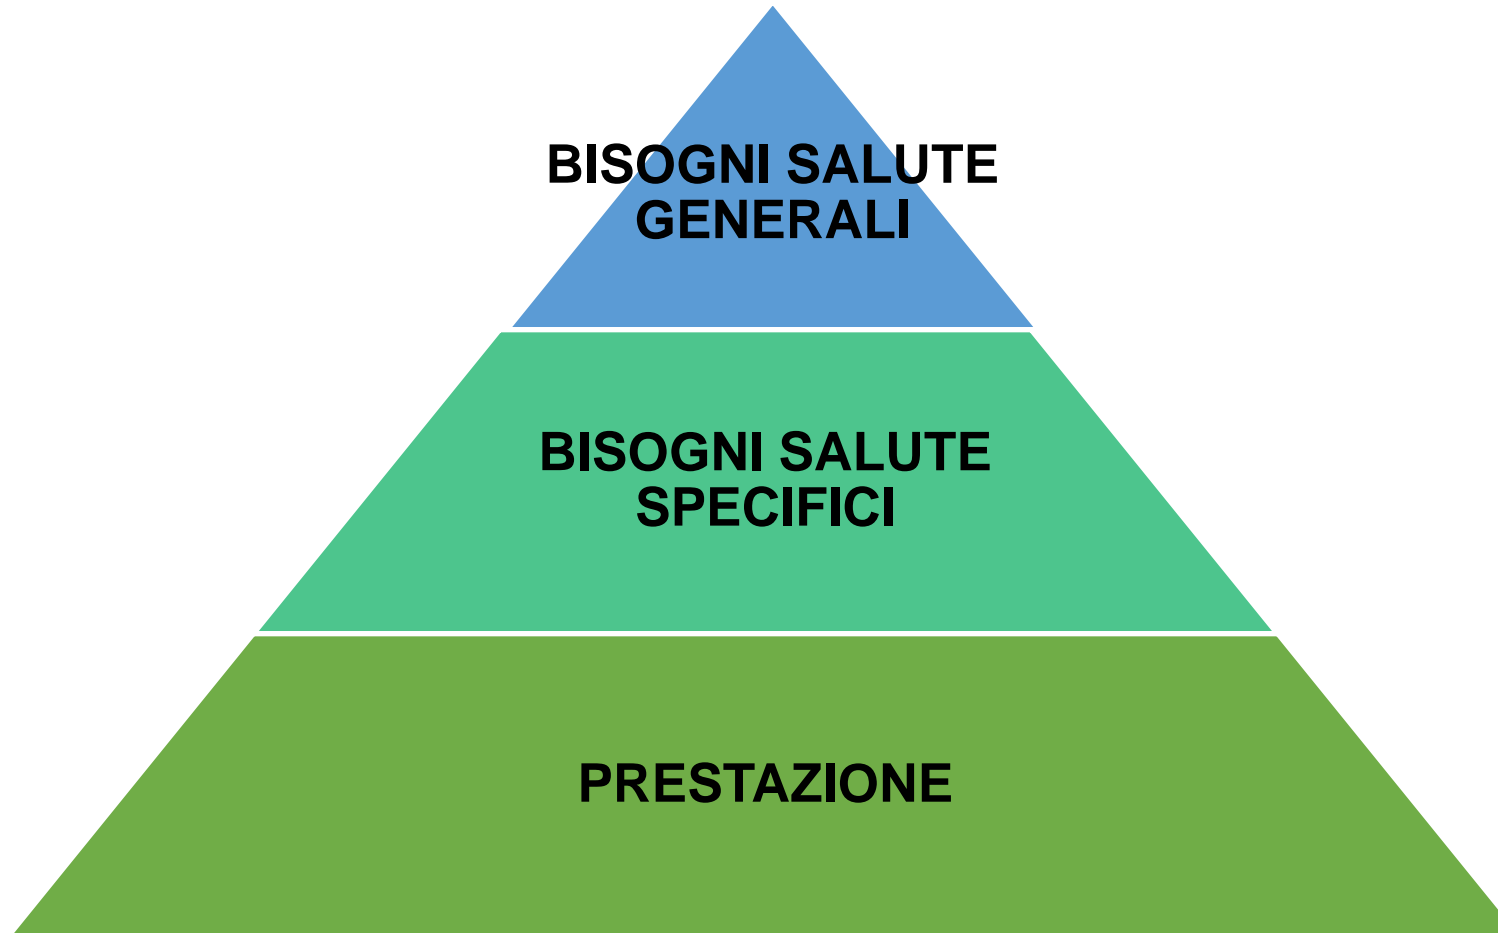 BISOGNI SALUTE
GENERALI
BISOGNI SALUTE
SPECIFICI
PRESTAZIONE